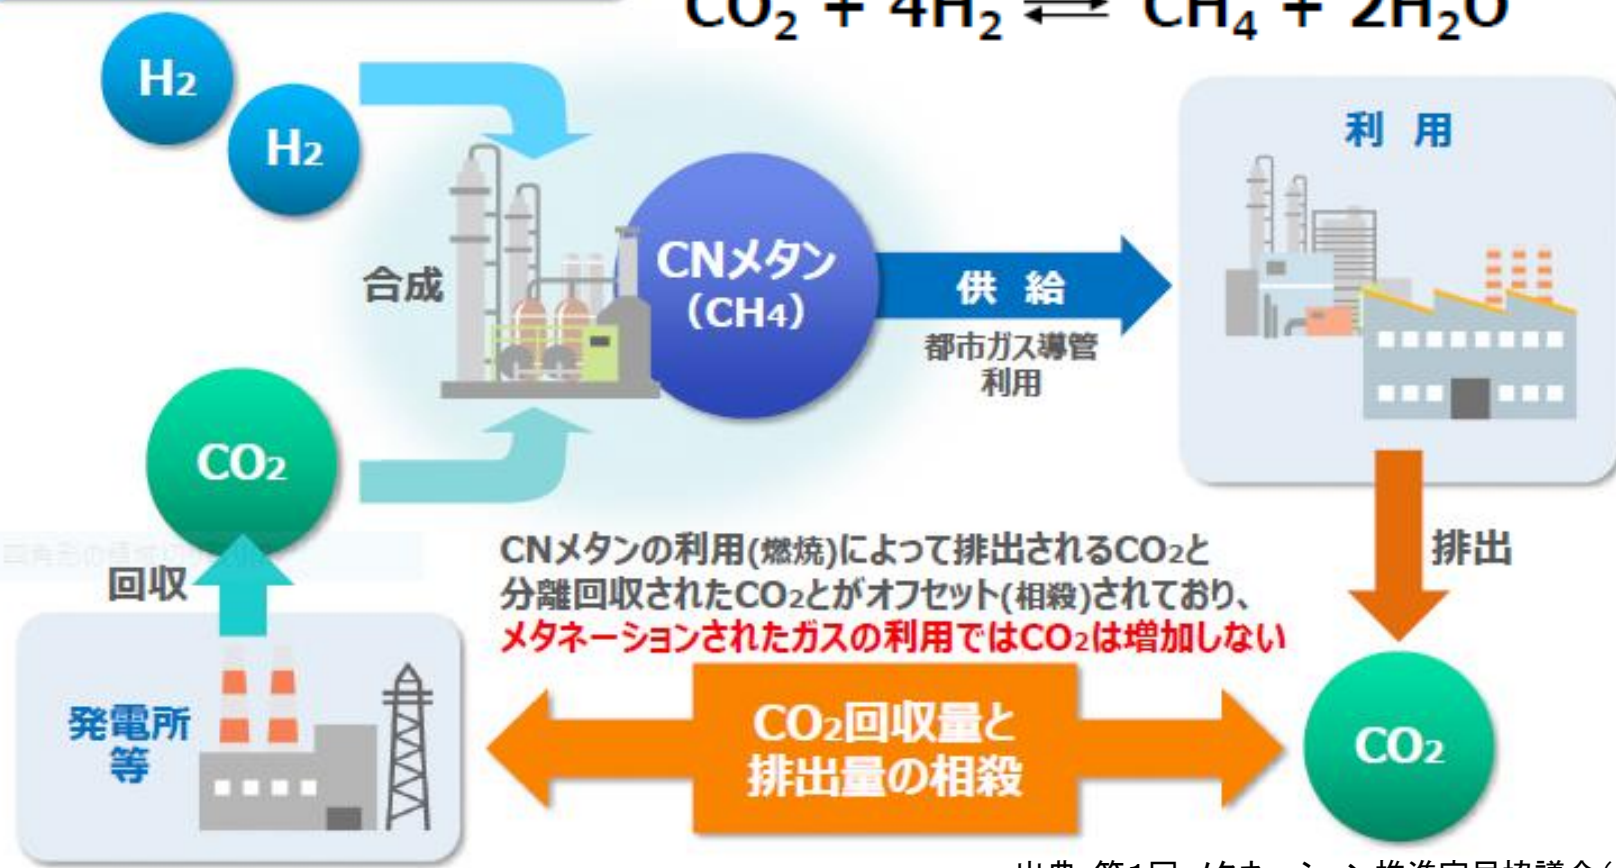 CO₂ + 4H₂ ⇄ CH₄ + 2H₂O
H₂
H₂
合成
CNメタン
（CH₄）
供 給
都市ガス導管
利用
利 用
CO₂
回収
発電所
等
CNメタンの利用(燃焼)によって排出されるCO₂と
分離回収されたCO₂とがオフセット(相殺)されており、
メタネーションされたガスの利用ではCO₂は増加しない
排出
CO₂回収量と
排出量の相殺
CO₂